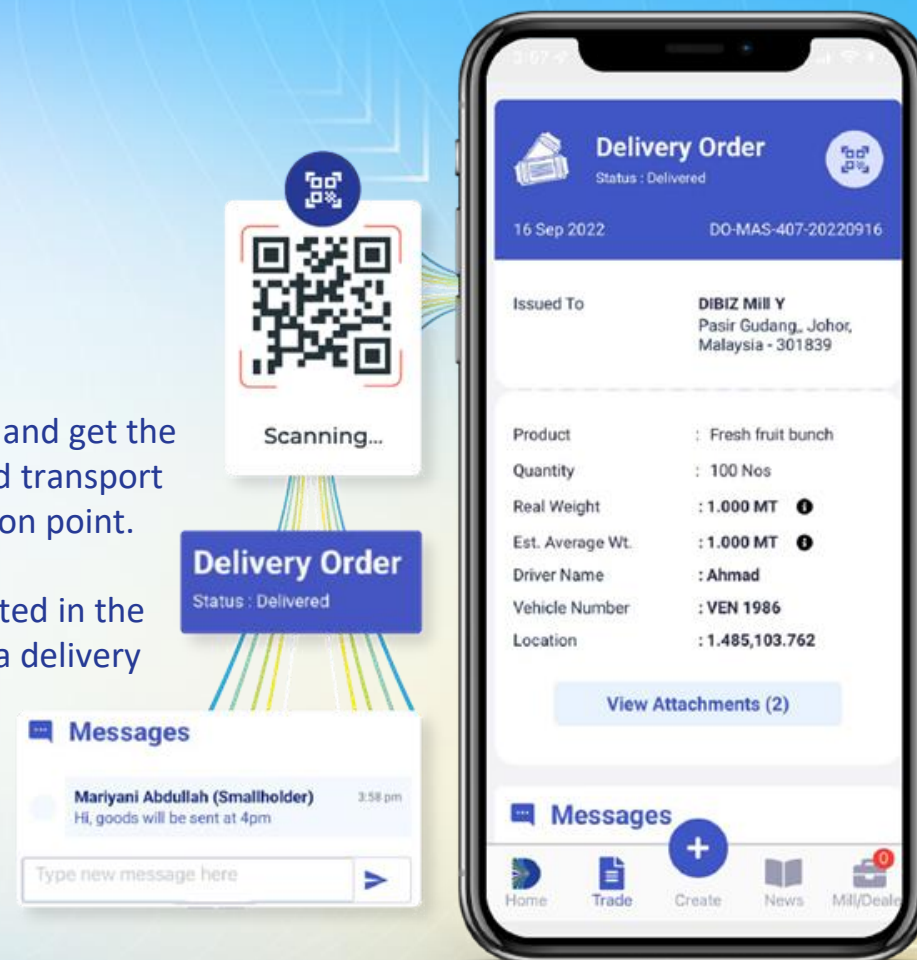 and get the
d transport
on point.
ted in the
a delivery
Scanning...
Delivery Order
Status : Delivered
Messages
Mariyani Abdullah (Smallholder)
3:58 pm
Hi, goods will be sent at 4pm
Type new message here
Delivery Order
Status : Delivered
16 Sep 2022
DO-MAS-407-20220916
Issued To
DIBIZ Mill Y
Pasir Gudang,, Johor,
Malaysia - 301839
Product : Fresh fruit bunch
Quantity : 100 Nos
Real Weight : 1.000 MT
Est. Average Wt. : 1.000 MT
Driver Name : Ahmad
Vehicle Number : VEN 1986
Location : 1.485,103.762
View Attachments (2)
Messages
+
0
Home Trade Create News Mill/Deale